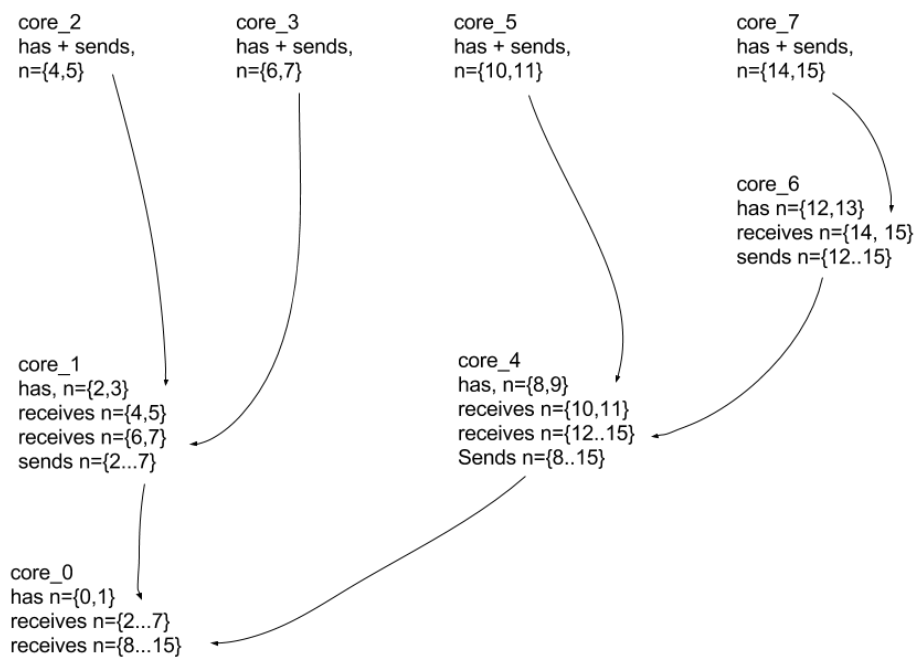 core_2
has + sends,
n={4,5}
core_3
has + sends,
n={6,7}
core_5
has + sends,
n={10,11}
core_7
has + sends,
n={14,15}
core_6
has n={12,13}
receives n={14, 15}
sends n={12..15}
core_1
has, n={2,3}
receives n={4,5}
receives n={6,7}
sends n={2...7}
core_4
has, n={8,9}
receives n={10,11}
receives n={12..15}
Sends n={8..15}
core_0
has n={0,1}
receives n={2...7}
receives n={8...15}